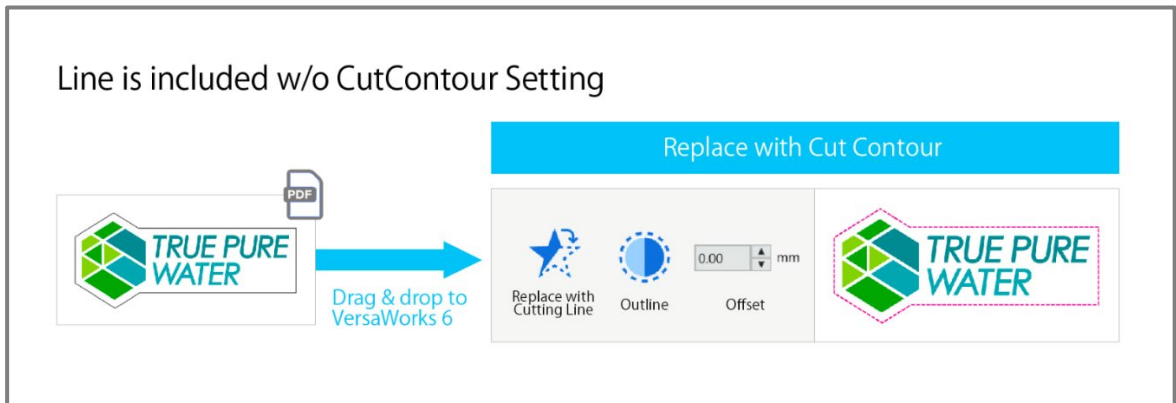 Line is included w/o CutContour Setting
Replace with Cut Contour
PDF
TRUE PURE
WATER
Drag & drop to
VersaWorks 6
Replace with
Cutting Line
Outline
0.00
mm
Offset
TRUE PURE
WATER